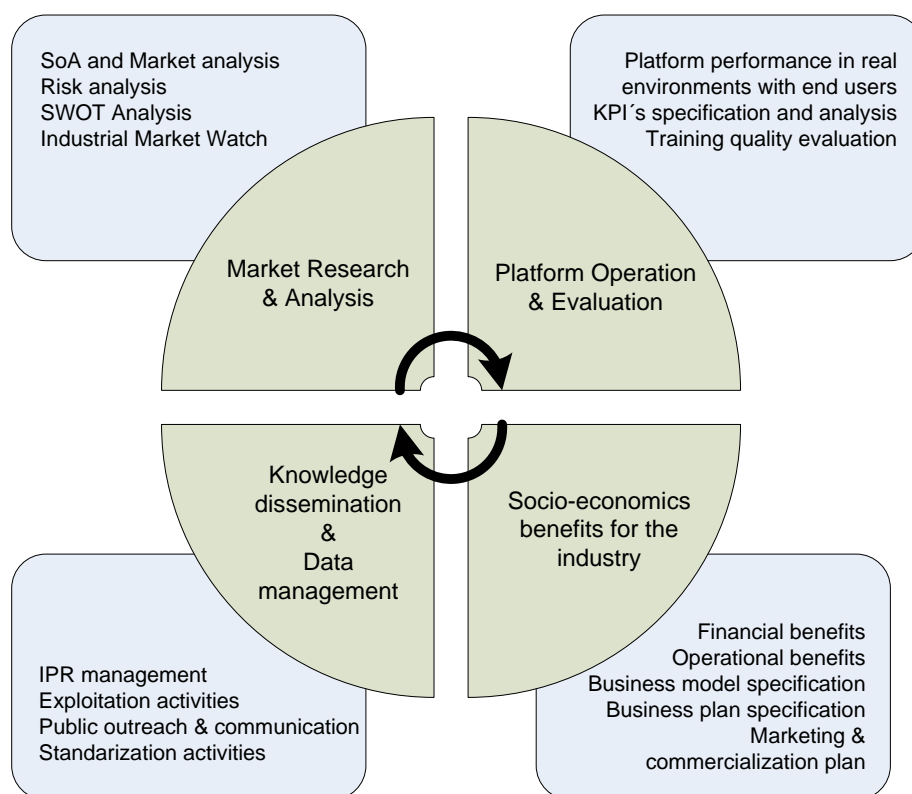 SoA and Market analysis
Risk analysis
SWOT Analysis
Industrial Market Watch
Platform performance in real
environments with end users
KPI´s specification and analysis
Training quality evaluation
Market Research
& Analysis
Platform Operation
& Evaluation
Knowledge
dissemination
&
Data
management
Socio-economics
benefits for the
industry
IPR management
Exploitation activities
Public outreach & communication
Standarization activities
Financial benefits
Operational benefits
Business model specification
Business plan specification
Marketing &
commercialization plan